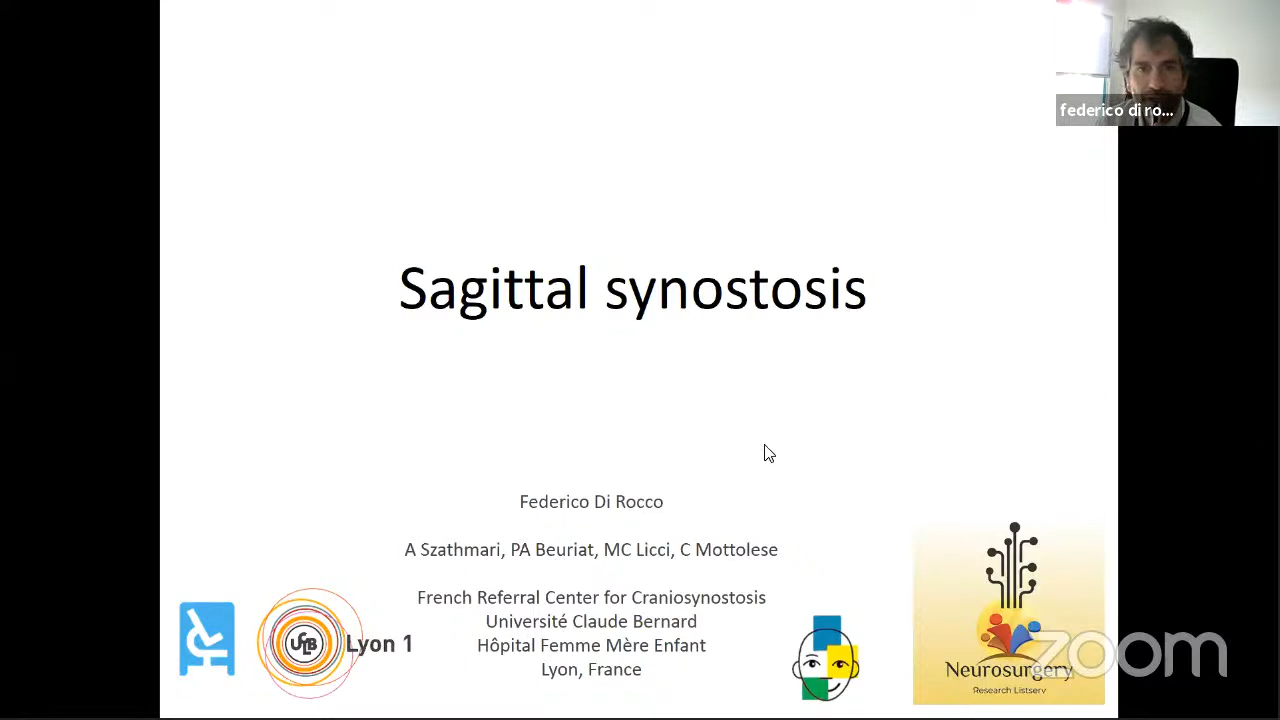 federico di ro...
Sagittal synostosis
Federico Di Rocco
A Szathmari, PA Beuriat, MC Licci, C Mottolese
French Referral Center for Craniosynostosis
Université Claude Bernard
Hôpital Femme Mère Enfant
Lyon, France
UCBL
Lyon 1
Neurosurgery
Research Listserv
zoom